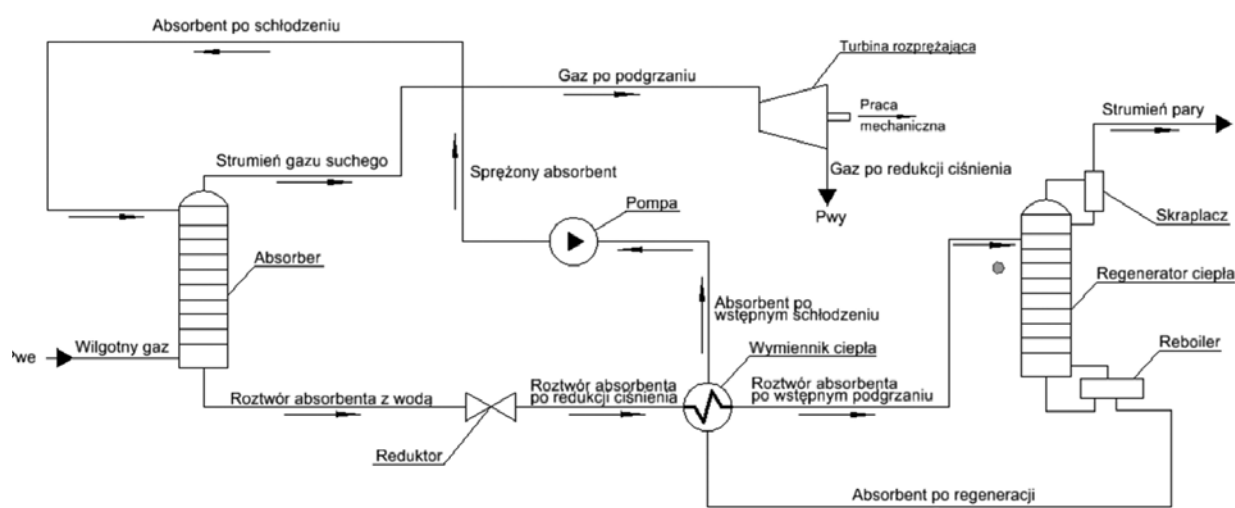 Absorbent po schłodzeniu
Turbina rozprężająca
Gaz po podgrzaniu
Praca
mechaniczna
Strumień pary
Strumień gazu suchego
Sprężony absorbent
Gaz po redukcji ciśnienia
Pompa
Pwy
Skraplacz
Absorber
Regenerator ciepła
Absorbent po
wstępnym schłodzeniu
Pwe
Wilgotny gaz
Wymiennik ciepła
Reboiler
Roztwór absorbenta z wodą
Roztwór absorbenta
po redukcji ciśnienia
Roztwór absorbenta
po wstępnym podgrzaniu
Reduktor
Absorbent po regeneracji